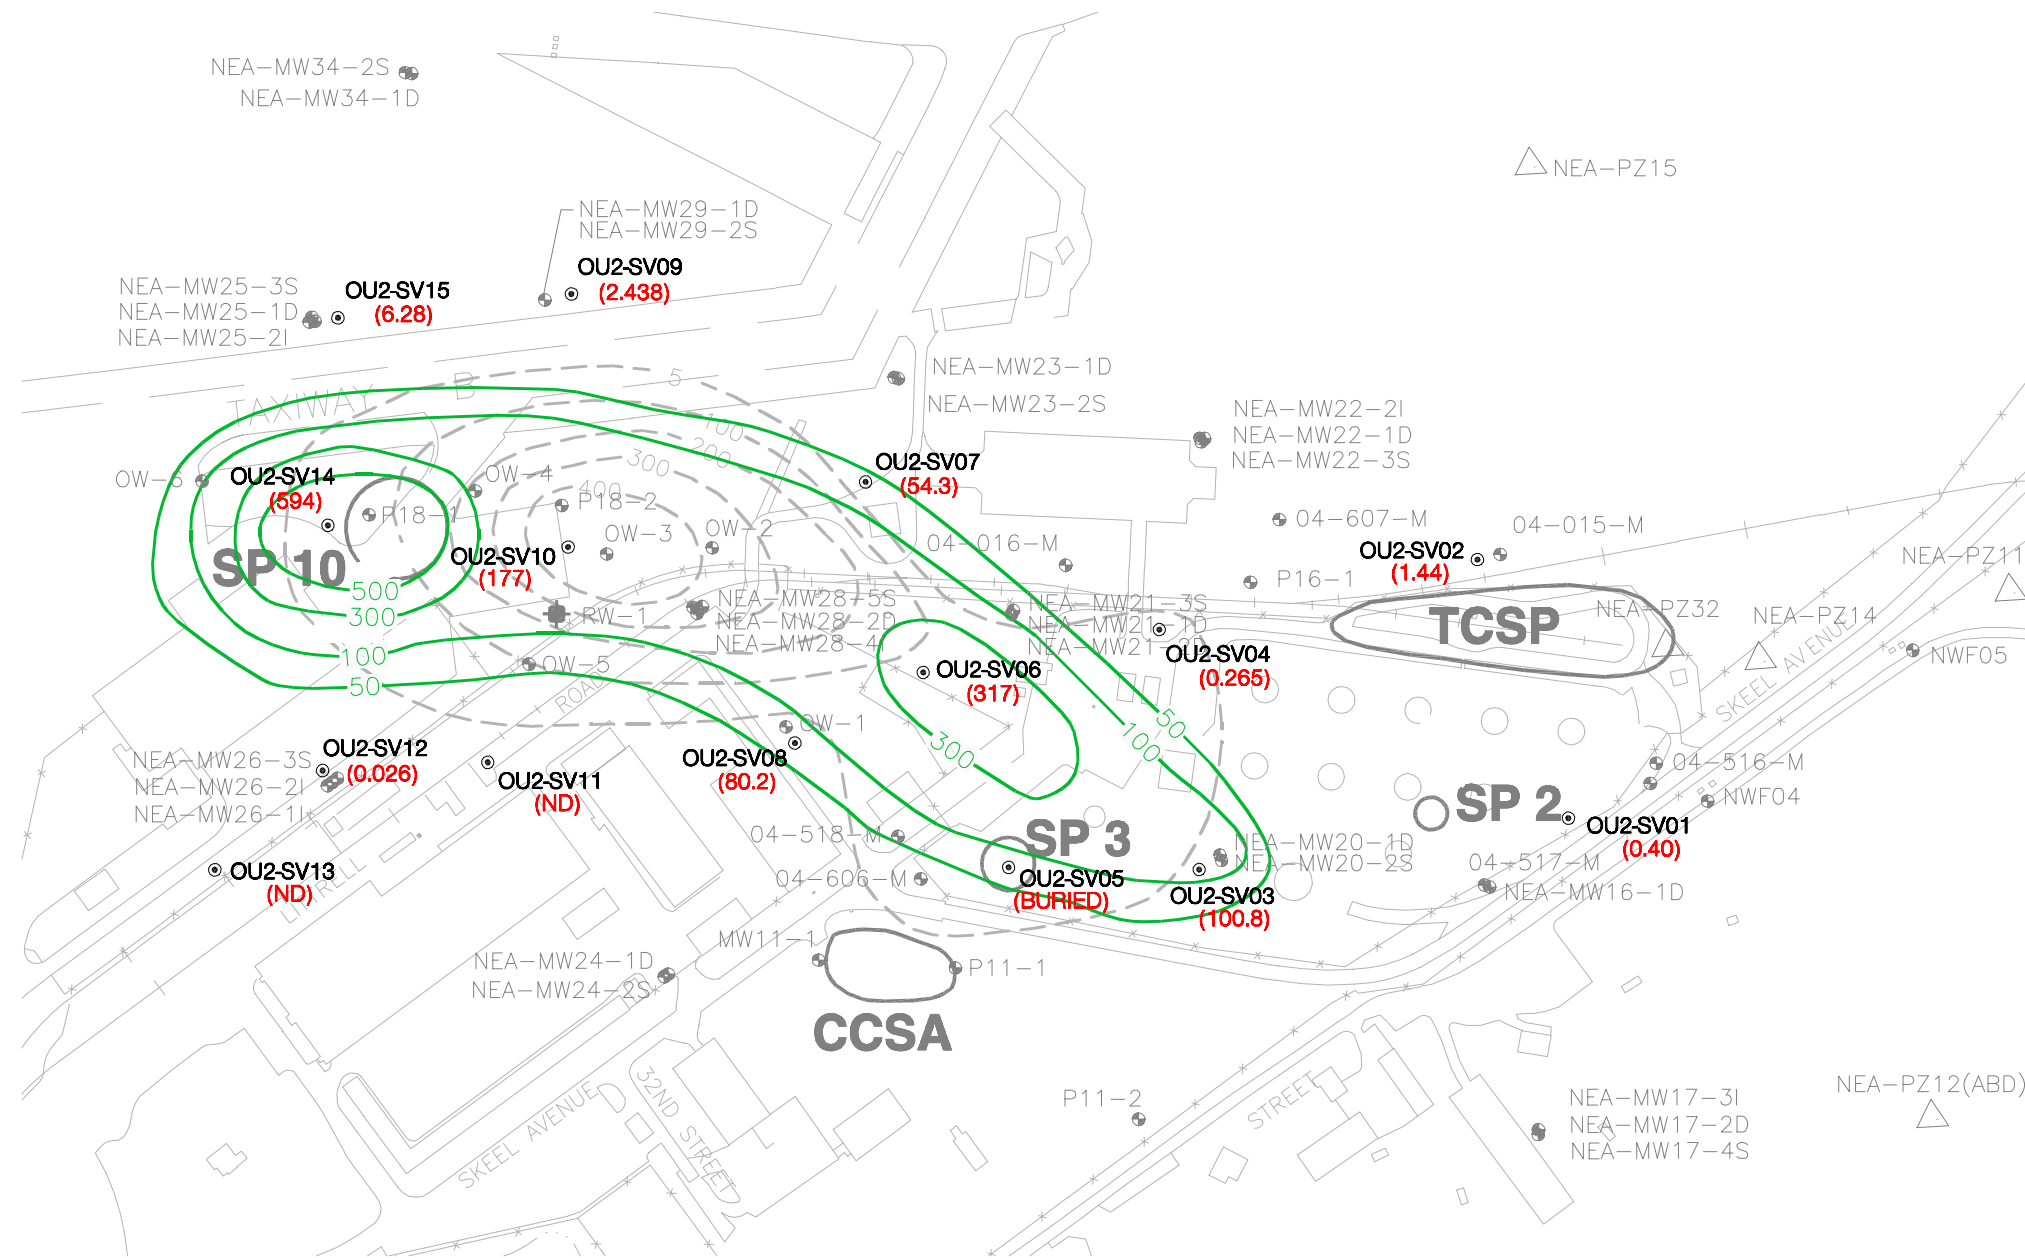 NEA-MW34-2S
NEA-MW34-1D
NEA-PZ15
NEA-MW29-1D
NEA-MW29-2S
OU2-SV09
(2.438)
NEA-MW25-3S
NEA-MW25-1D
NEA-MW25-2I
OU2-SV15
(6.28)
NEA-MW23-1D
NEA-MW23-2S
TAXIWAY B
5
100
200
300
400
NEA-MW22-2I
NEA-MW22-1D
NEA-MW22-3S
OW-6
OU2-SV14
(594)
P18-1
OW-4
P18-2
OW-3
OW-2
OU2-SV07
(54.3)
SP 10
OU2-SV10
(177)
04-016-M
04-607-M
04-015-M
OU2-SV02
(1.44)
P16-1
NEA-PZ11
500
300
100
50
RW-1
OW-5
NEA-MW28-5S
NEA-MW28-2D
NEA-MW28-4I
NEA-MW21-3S
NEA-MW21-1D
NEA-MW21-2D
TCSP
NEA-PZ32
NEA-PZ14
NWF05
SKEEL AVENUE
OU2-SV04
(0.265)
OU2-SV06
(317)
300
100
50
ROAD
OW-1
OU2-SV08
(80.2)
OU2-SV12
(0.026)
NEA-MW26-3S
NEA-MW26-2I
NEA-MW26-1I
OU2-SV11
(ND)
04-516-M
NWF04
SP 2
OU2-SV01
(0.40)
04-518-M
SP 3
NEA-MW20-1D
NEA-MW20-2S
04-517-M
NEA-MW16-1D
OU2-SV13
(ND)
04-606-M
OU2-SV05
(BURIED)
OU2-SV03
(100.8)
LITRELL
MW11-1
P11-1
NEA-MW24-1D
NEA-MW24-2S
CCSA
SKEEL AVENUE
32ND STREET
P11-2
STREET
NEA-MW17-3I
NEA-MW17-2D
NEA-MW17-4S
NEA-PZ12(ABD)